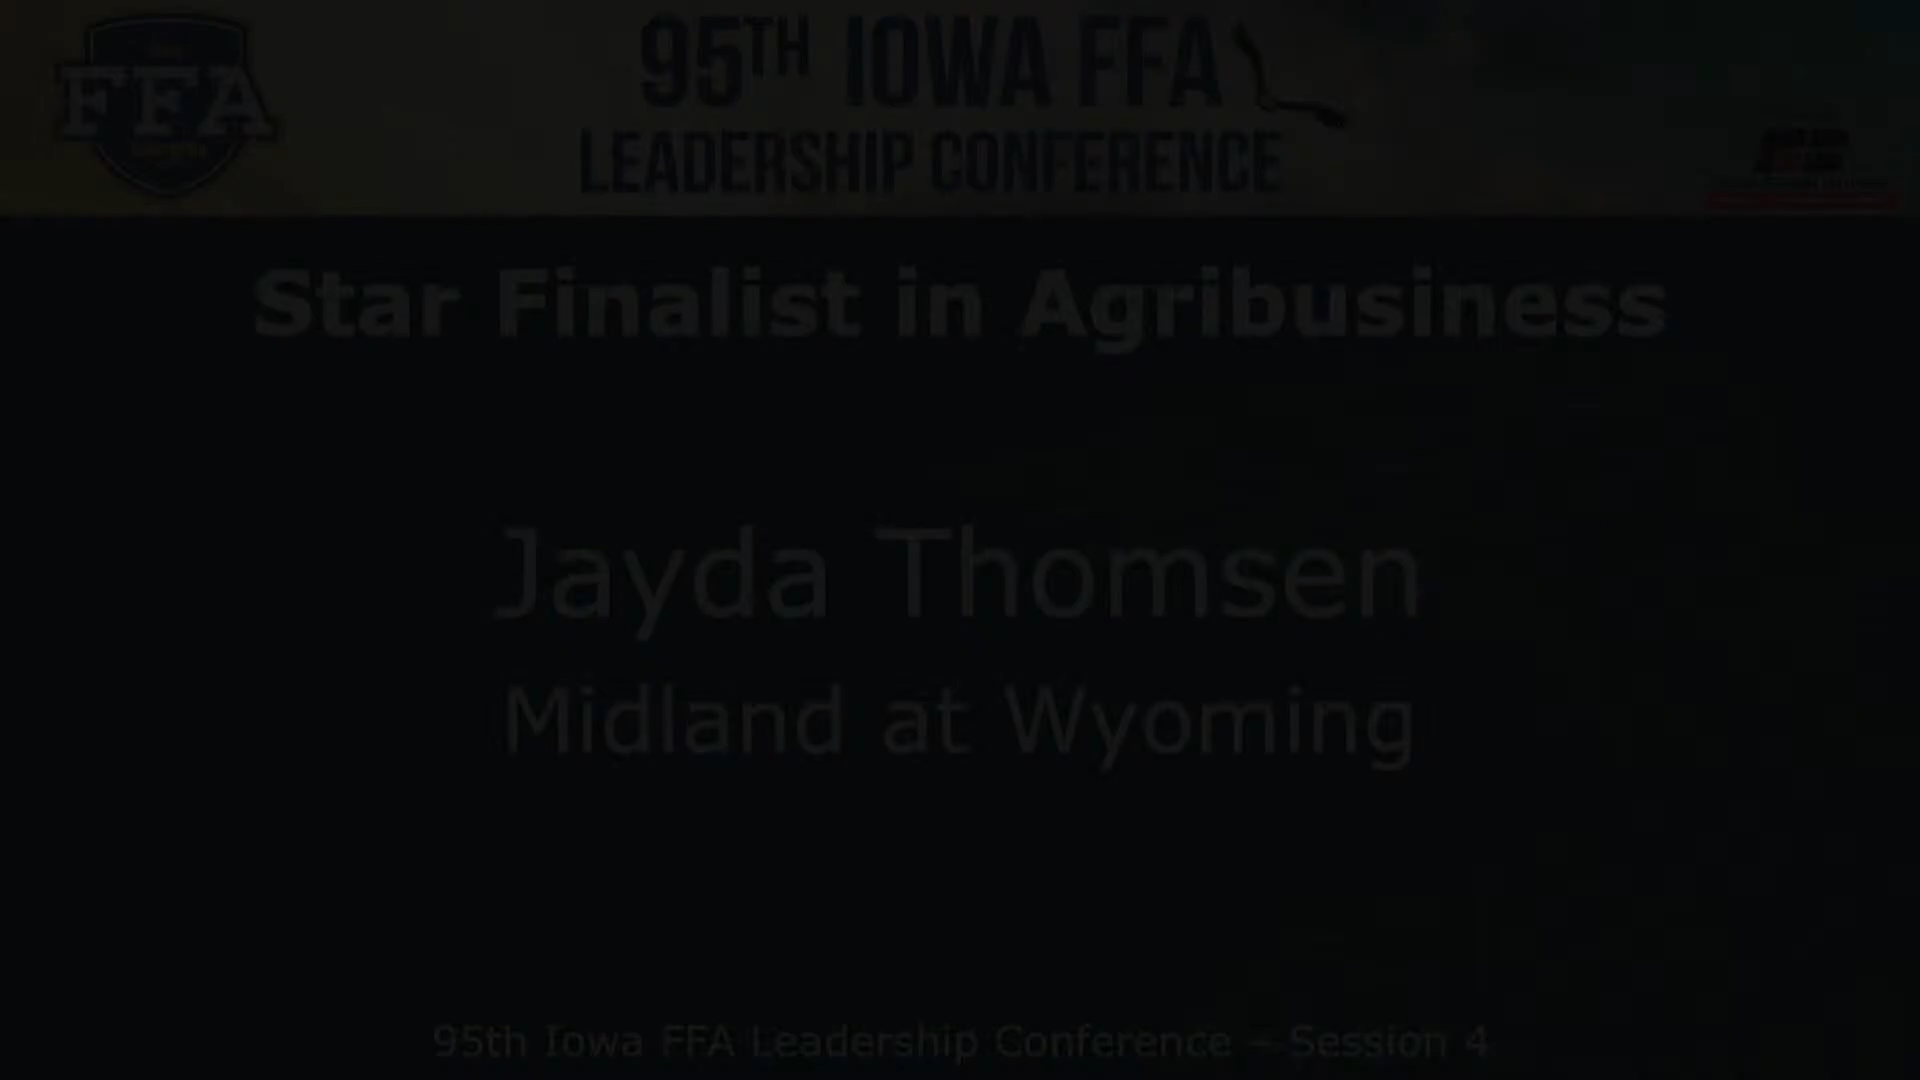 FFA
95TH IOWA FFA
LEADERSHIP CONFERENCE
Star Finalist in Agribusiness
Jayda Thomsen
Midland at Wyoming
95th Iowa FFA Leadership Conference – Session 4